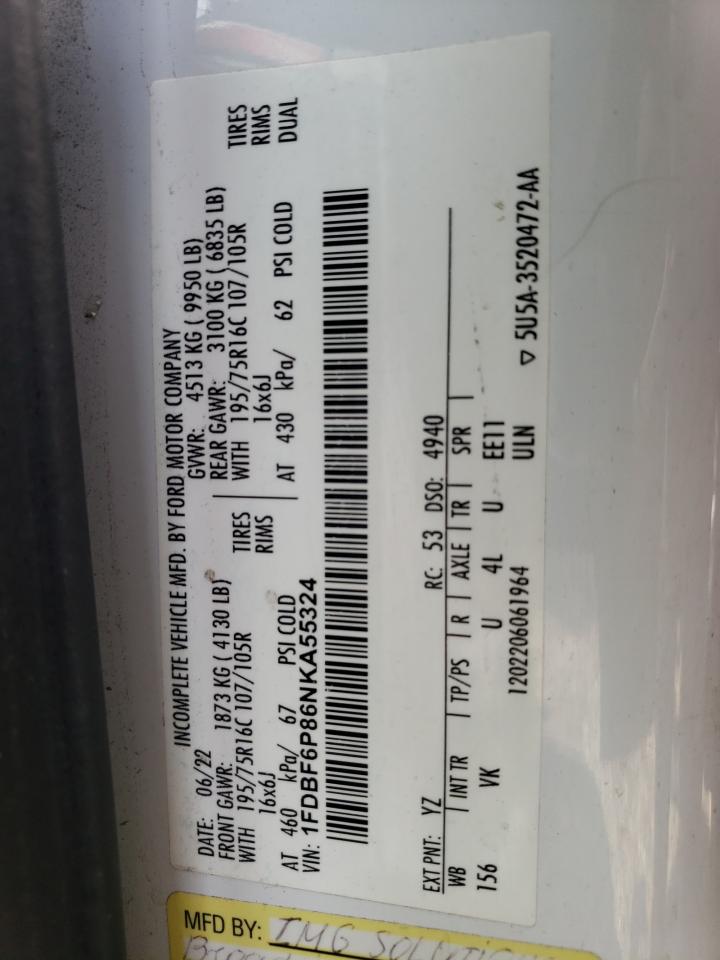 INCOMPLETE VEHICLE MFD. BY FORD MOTOR COMPANY
DATE: 06/22 GVWR: 4513 KG ( 9950 LB)
FRONT GAWR: 1873 KG ( 4130 LB) REAR GAWR: 3100 KG ( 6835 LB)
WITH 195/75R16C 107/105R TIRES WITH 195/75R16C 107/105R TIRES
16x6J RIMS 16x6J RIMS
AT 460 kPa/ 67 PSI COLD AT 430 kPa/ 62 PSI COLD DUAL
VIN: 1FDBF6P86NKA55324
EXT PNT: YZ RC: 53 DSO: 4940
WB INT TR TP/PS R AXLE TR SPR
156 VK U 4L U EE11
1202206061964 ULN
▽ 5U5A-3520472-AA
MFD BY: IMG SOLUTIONS